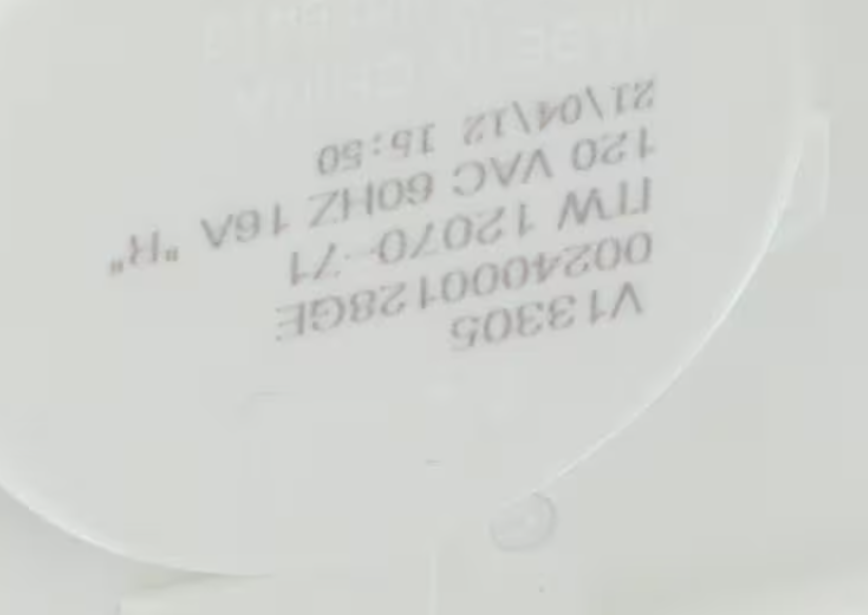 V13305
0024000128GE
ITW 12070-71
120 VAC 60HZ 16A "R"
21/04/12 15:50